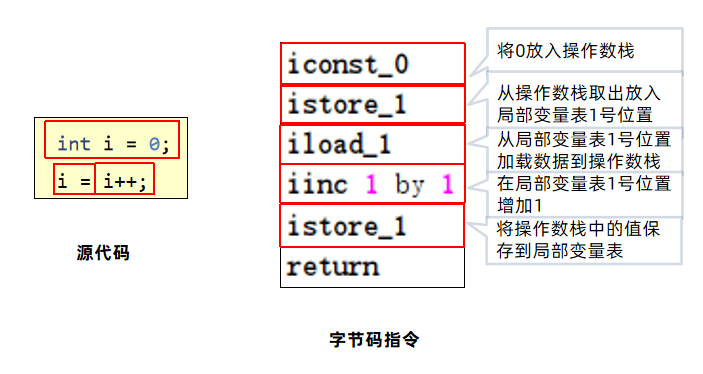 int i = 0;
i = i++;
源代码
iconst_0
istore_1
iload_1
iinc 1 by 1
istore_1
return
字节码指令
将0放入操作数栈
从操作数栈取出放入
局部变量表1号位置
从局部变量表1号位置
加载数据到操作数栈
在局部变量表1号位置
增加1
将操作数栈中的值保
存到局部变量表